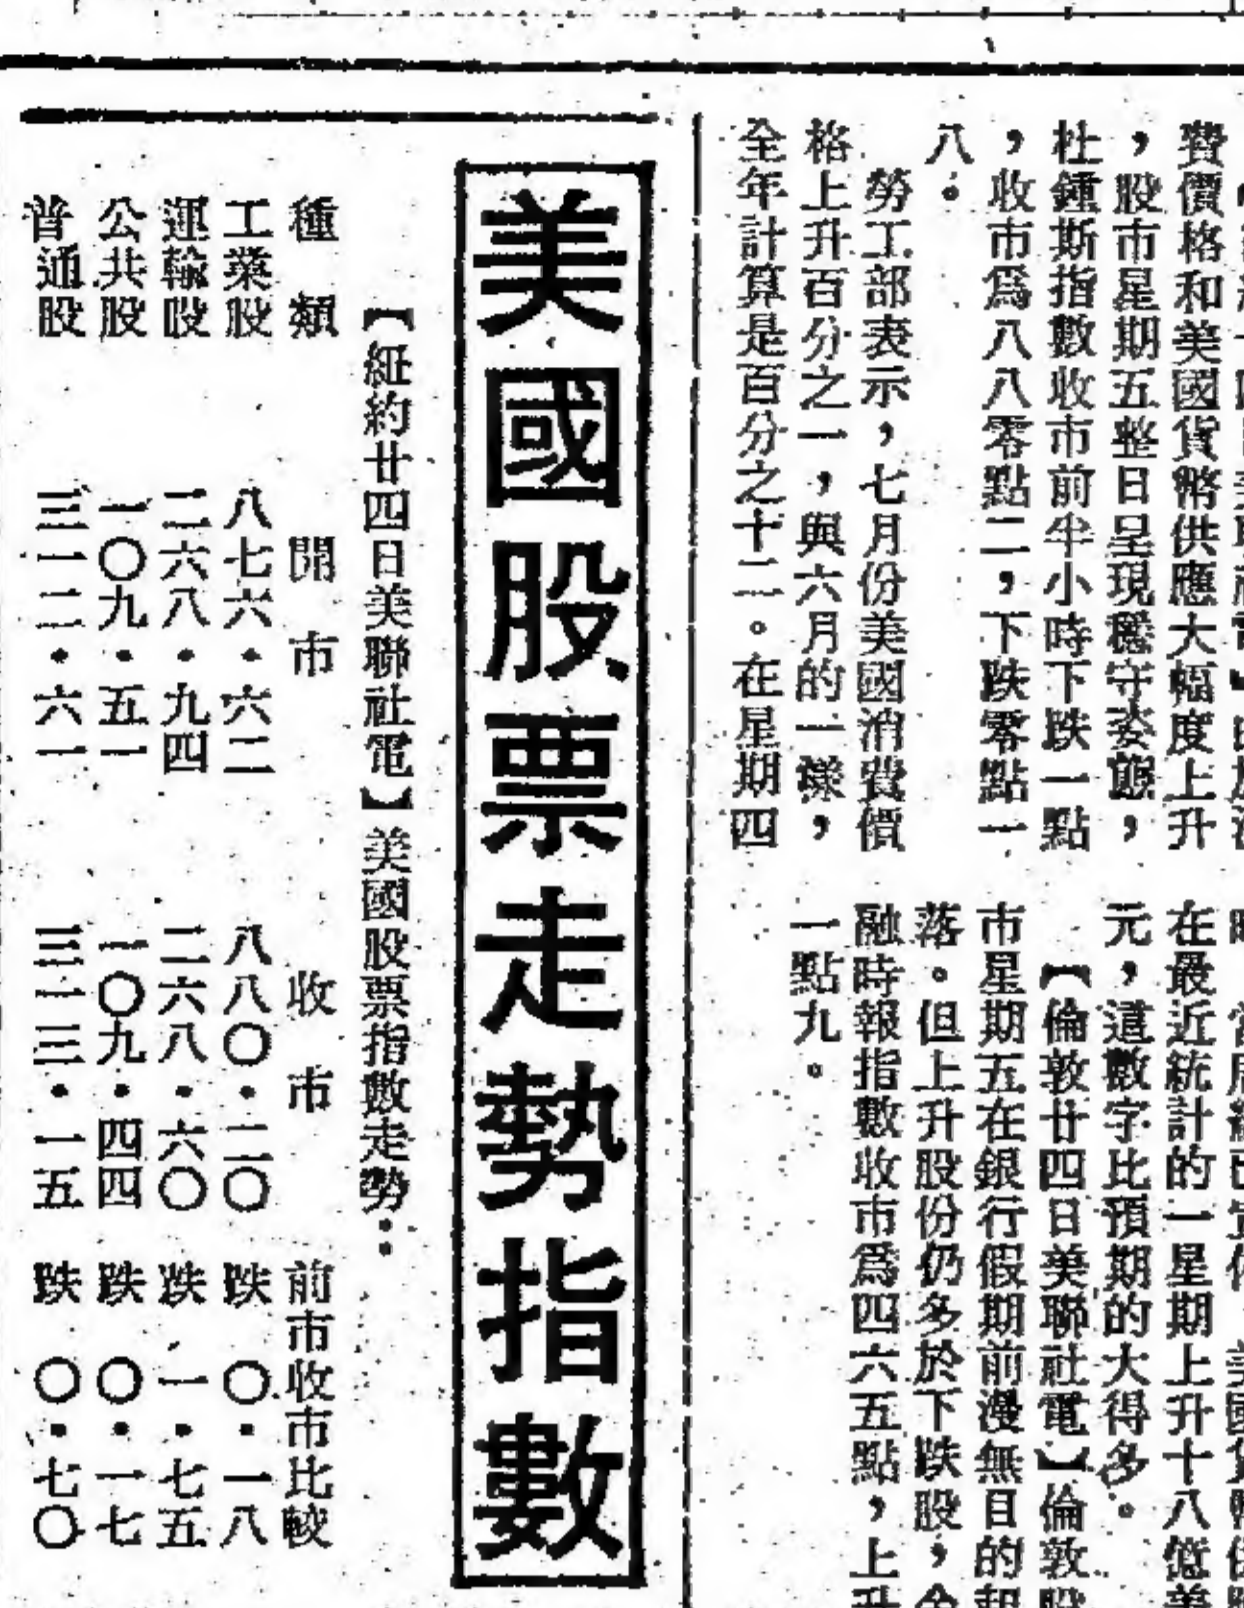 費價格和美國貨幣供應大幅度上升
，股市星期五整日呈現穩守姿態，
杜鍾斯指數收市前半小時下跌一點
，收市爲八八零點二，下跌零點一
八。
勞工部表示，七月份美國消費價
格上升百分之一，與六月的一樣，
全年計算是百分之十二。在星期四
在最近統計的一星期上升十八億美
元，這數字比預期的大得多。
【倫敦廿四日美聯社電】倫敦股
市星期五在銀行假期前漫無目的
落。但上升股份仍多於下跌股，金
融時報指數收市爲四六五點，上升
一點九。
美國股票走勢指數
【紐約廿四日美聯社電】美國股票指數走勢：
種類　開市　收市　前市收市比較
工業股　八七六・六二　八八〇・二〇　跌　〇・一八
運輸股　二六八・九四　二六八・六〇　跌　一・七五
公共股　一〇九・五一　一〇九・四四　跌　〇・一七
普通股　三一二・六一　三一三・一五　跌　〇・七〇